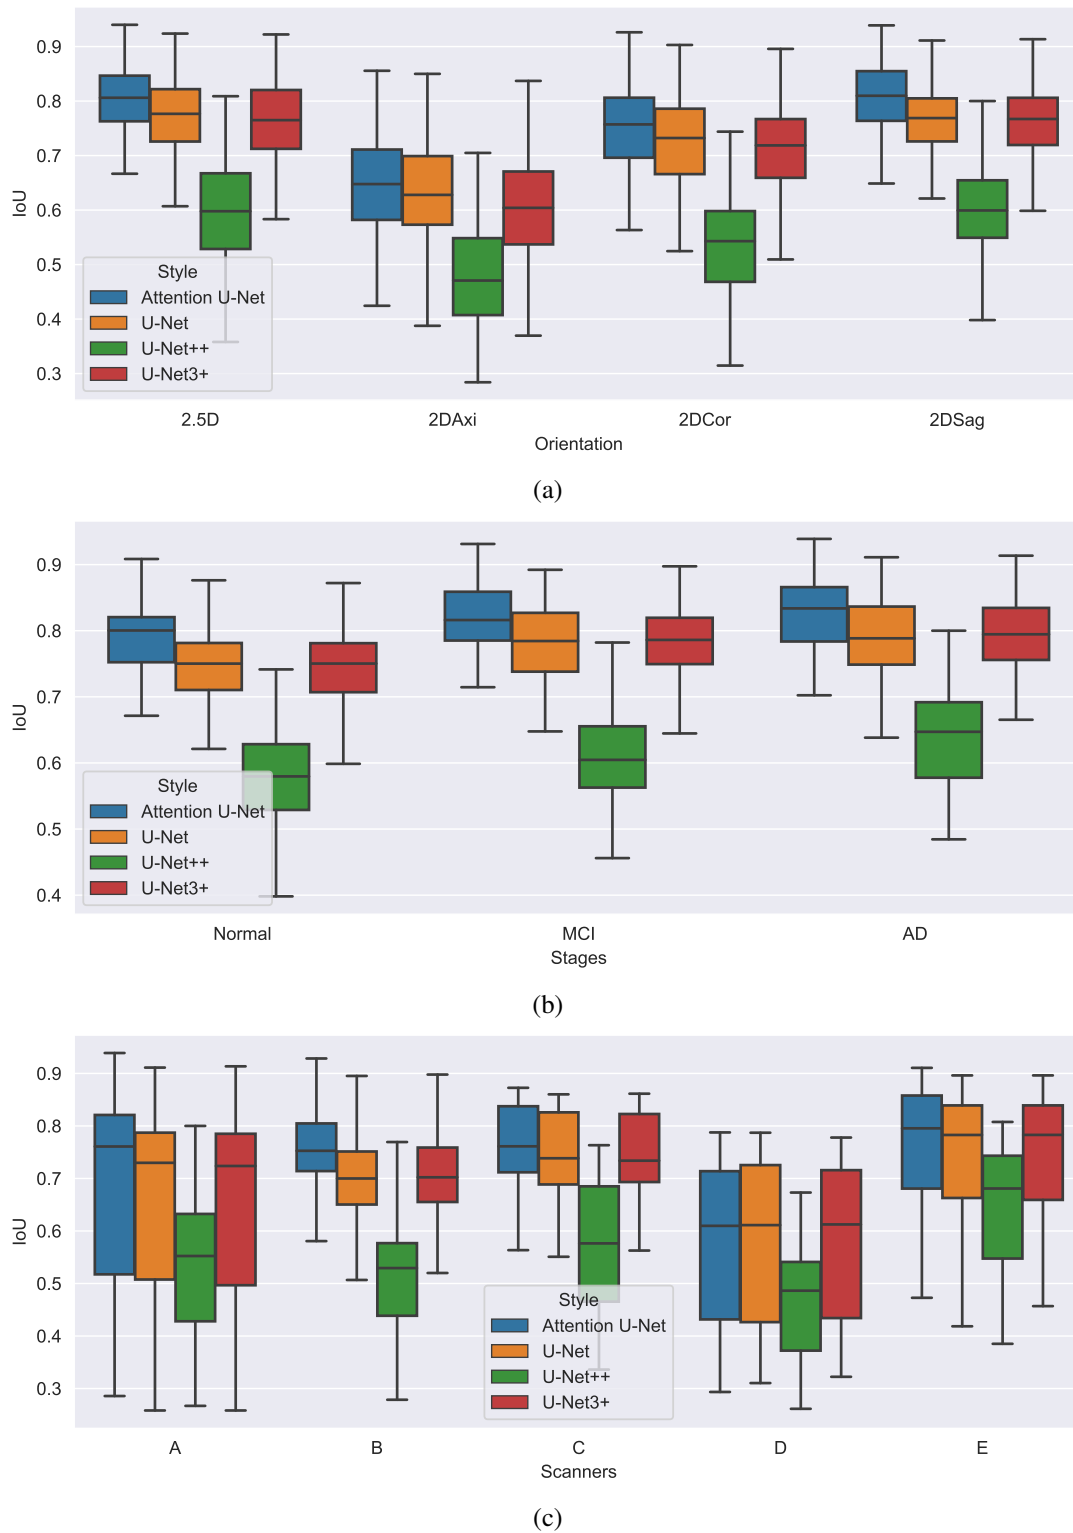 0.9
0.8
0.7
0.6
0.5
0.4
0.3
IoU
Style
Attention U-Net
U-Net
U-Net++
U-Net3+
2.5D 2DAxi 2DCor 2DSag
Orientation
(a)
0.9
0.8
0.7
0.6
0.5
0.4
IoU
Style
Attention U-Net
U-Net
U-Net++
U-Net3+
Normal MCI AD
Stages
(b)
0.9
0.8
0.7
0.6
0.5
0.4
0.3
IoU
Style
Attention U-Net
U-Net
U-Net++
U-Net3+
A B C D E
Scanners
(c)